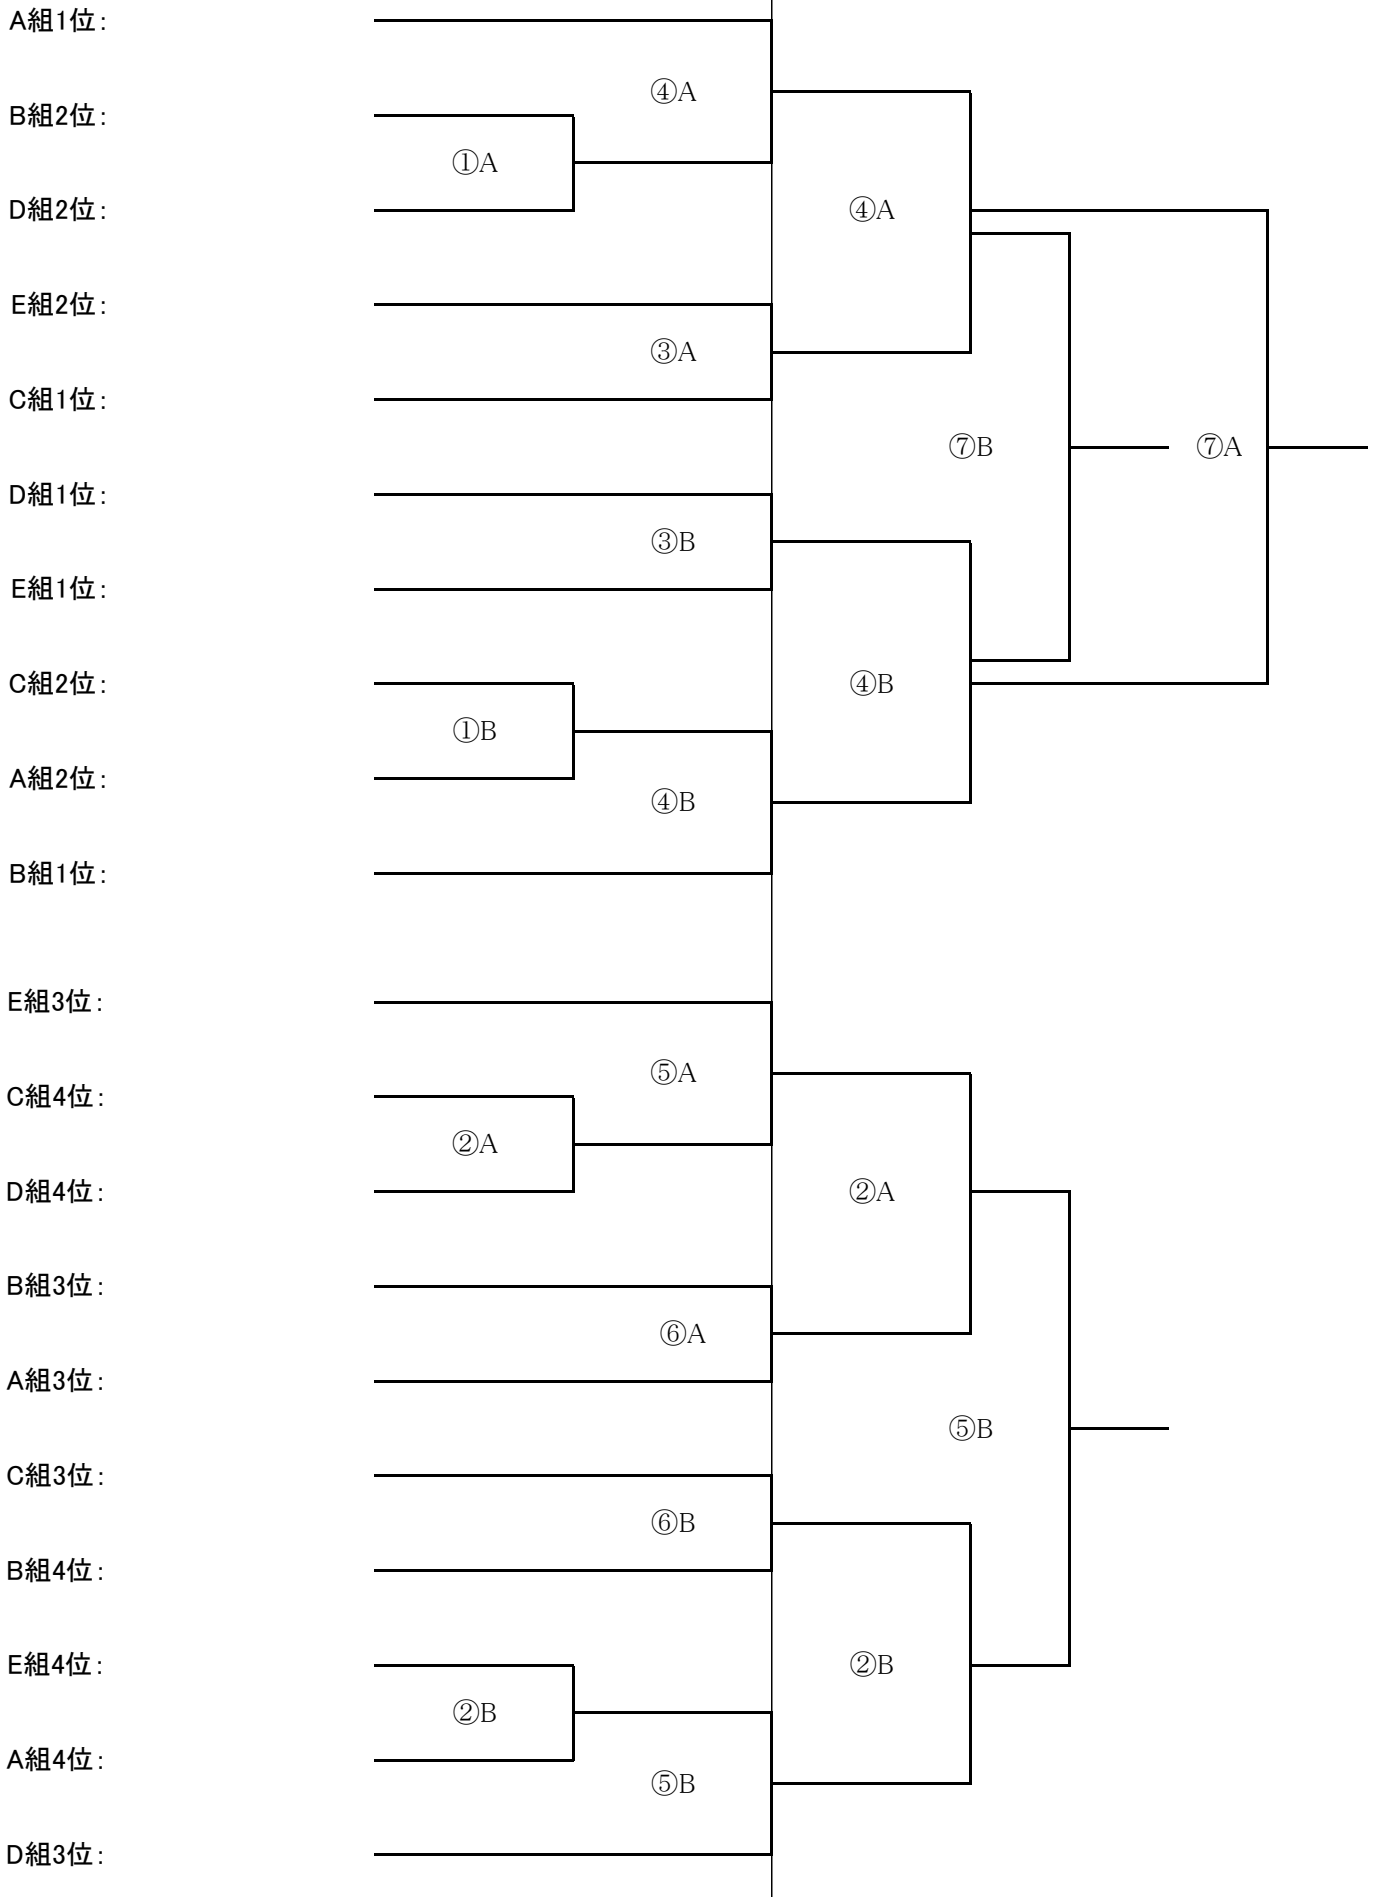 A組1位:
④A
B組2位:
①A
D組2位:
④A
E組2位:
③A
C組1位:
⑦B
⑦A
D組1位:
③B
E組1位:
C組2位:
④B
①B
A組2位:
④B
B組1位:
E組3位:
⑤A
C組4位:
②A
D組4位:
②A
B組3位:
⑥A
A組3位:
⑤B
C組3位:
⑥B
B組4位:
E組4位:
②B
②B
A組4位:
⑤B
D組3位: